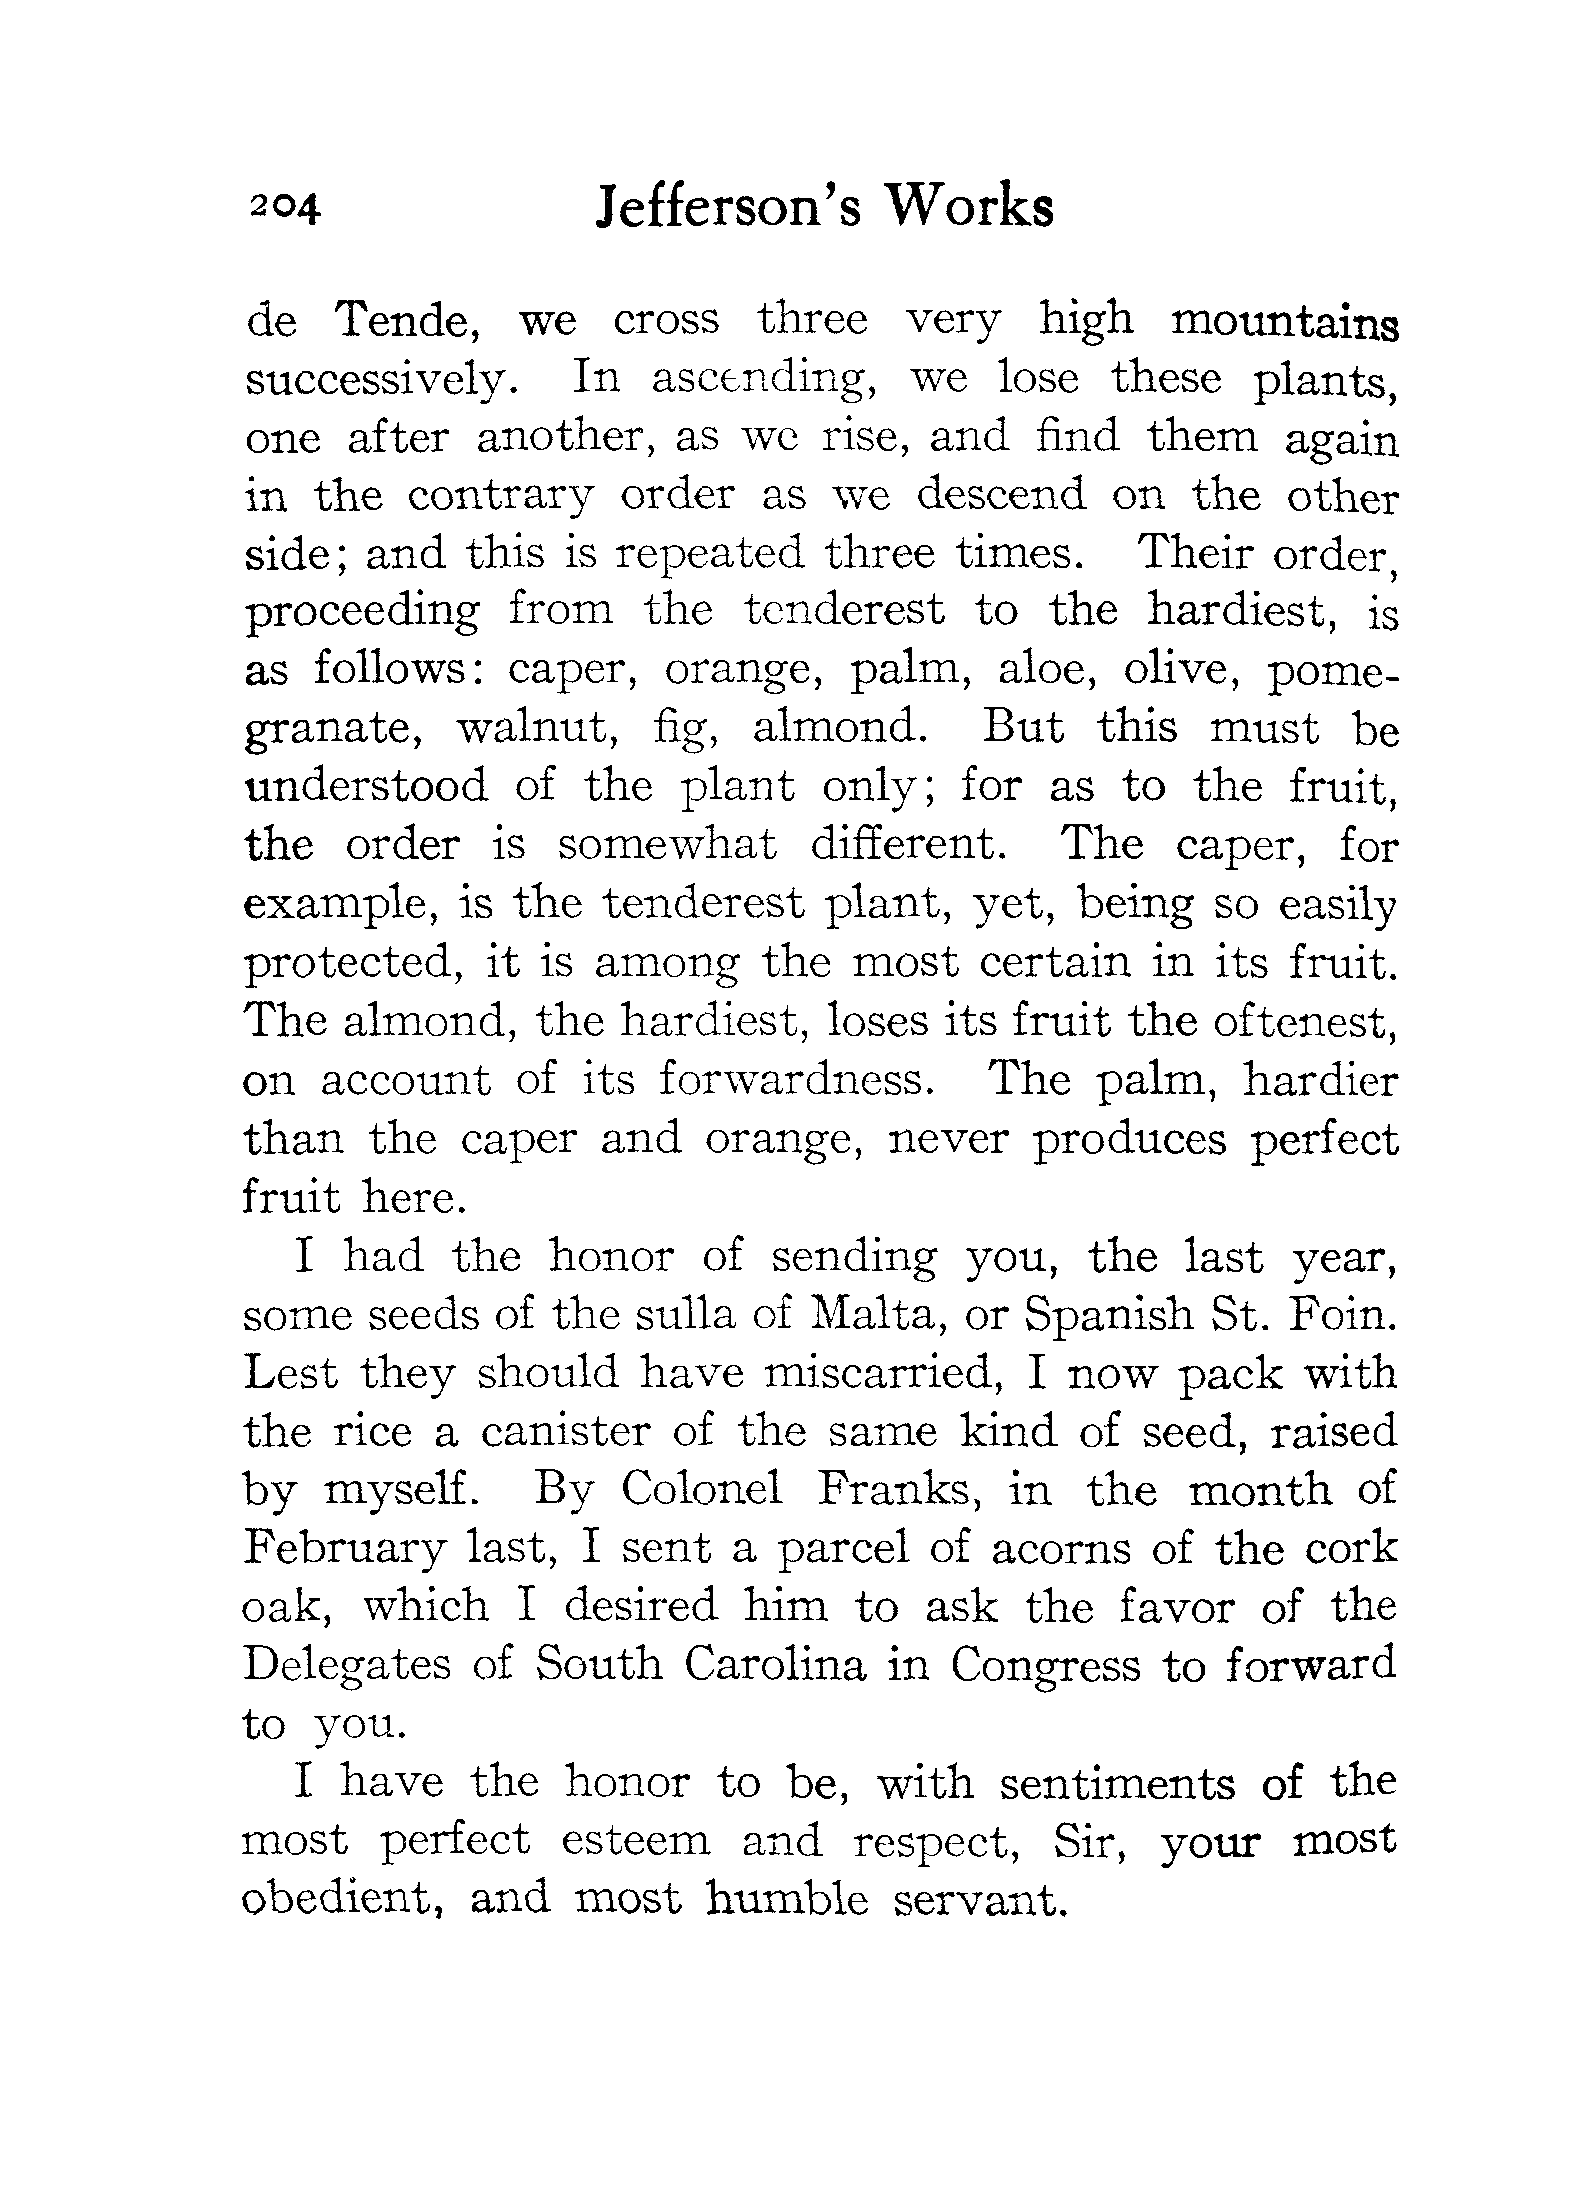 204 Jefferson's Works
de Tende, we cross three very high mountains
successively. In ascending, we lose these plants,
one after another, as we rise, and find them again
in the contrary order as we descend on the other
side; and this is repeated three times. Their order,
proceeding from the tenderest to the hardiest, is
as follows: caper, orange, palm, aloe, olive, pome-
granate, walnut, fig, almond. But this must be
understood of the plant only; for as to the fruit,
the order is somewhat different. The caper, for
example, is the tenderest plant, yet, being so easily
protected, it is among the most certain in its fruit.
The almond, the hardiest, loses its fruit the oftenest,
on account of its forwardness. The palm, hardier
than the caper and orange, never produces perfect
fruit here.
I had the honor of sending you, the last year,
some seeds of the sulla of Malta, or Spanish St. Foin.
Lest they should have miscarried, I now pack with
the rice a canister of the same kind of seed, raised
by myself. By Colonel Franks, in the month of
February last, I sent a parcel of acorns of the cork
oak, which I desired him to ask the favor of the
Delegates of South Carolina in Congress to forward
to you.
I have the honor to be, with sentiments of the
most perfect esteem and respect, Sir, your most
obedient, and most humble servant.